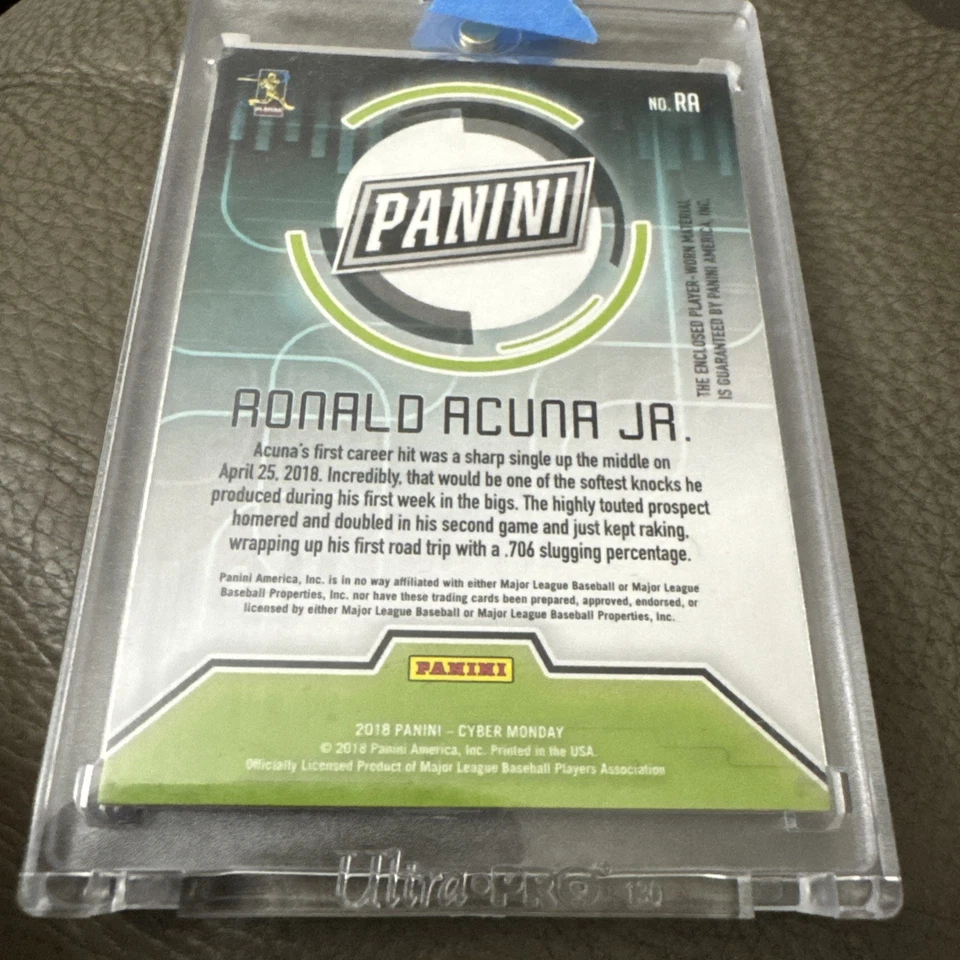 NO. RA
PANINI
THE ENCLOSED PLAYER-WORN MATERIAL
IS GUARANTEED BY PANINI AMERICA, INC.
RONALD ACUNA JR.
Acuna's first career hit was a sharp single up the middle on
April 25, 2018. Incredibly, that would be one of the softest knocks he
produced during his first week in the bigs. The highly touted prospect
homered and doubled in his second game and just kept raking,
wrapping up his first road trip with a .706 slugging percentage.
Panini America, Inc. is in no way affiliated with either Major League Baseball or Major League
Baseball Properties, Inc. nor have these trading cards been prepared, approved, endorsed, or
licensed by either Major League Baseball or Major League Baseball Properties, Inc.
PANINI
2018 PANINI – CYBER MONDAY
© 2018 Panini America, Inc. Printed in the USA.
Officially Licensed Product of Major League Baseball Players Association
Ultra PRO 130